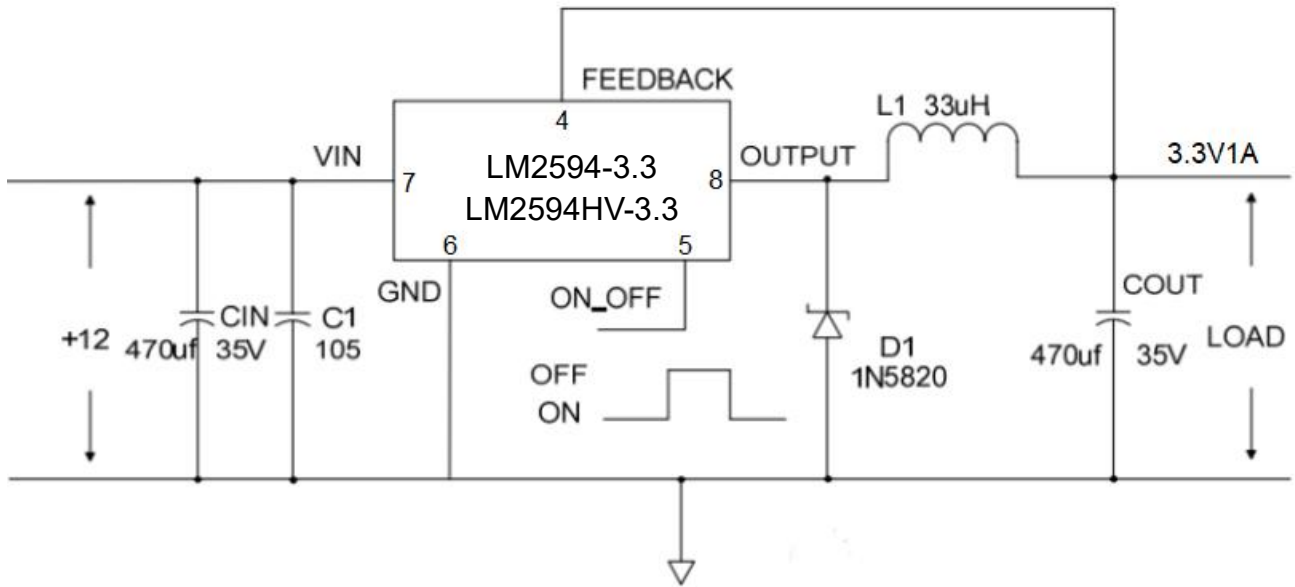 FEEDBACK
4
L1 33uH
VIN
7
LM2594-3.3
LM2594HV-3.3
8
OUTPUT
3.3V1A
6
5
GND
ON_OFF
+12
470uf
CIN
35V
C1
105
OFF
ON
D1
1N5820
COUT
470uf
35V
LOAD